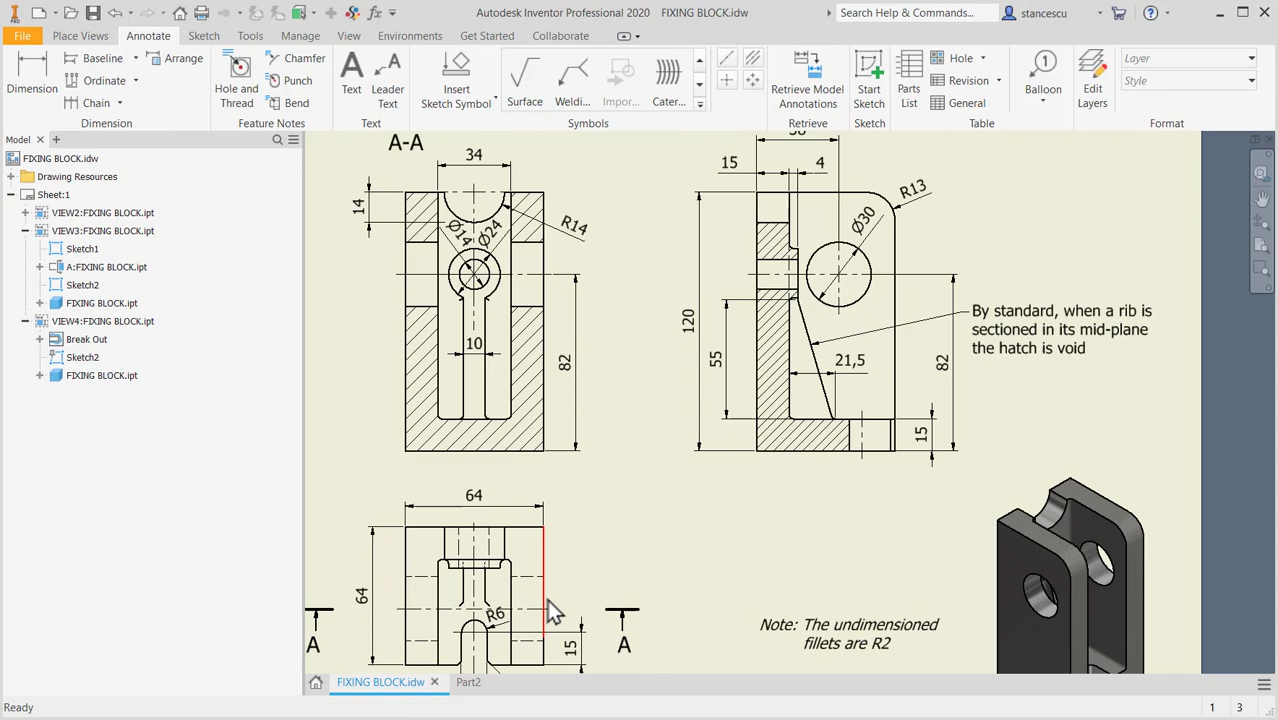 PRO
Autodesk Inventor Professional 2020 FIXING BLOCK.idw
Search Help & Commands...
stancescu
File Place Views Annotate Sketch Tools Manage View Environments Get Started Collaborate
Dimension
Baseline
Ordinate
Chain
Arrange
Dimension
Hole and Thread
Chamfer
Punch
Bend
Feature Notes
Text
Leader Text
Text
Insert Sketch Symbol
Surface
Weldi...
Impor...
Cater...
Symbols
Retrieve Model Annotations
Retrieve
Start Sketch
Sketch
Parts List
Hole
Revision
General
Table
Balloon
Edit Layers
Layer
Style
Format
Model
FIXING BLOCK.idw
Drawing Resources
Sheet:1
VIEW2:FIXING BLOCK.ipt
VIEW3:FIXING BLOCK.ipt
Sketch1
A:FIXING BLOCK.ipt
Sketch2
FIXING BLOCK.ipt
VIEW4:FIXING BLOCK.ipt
Break Out
Sketch2
FIXING BLOCK.ipt
A-A
34
14
R14
Ø14
Ø24
10
82
15
4
R13
Ø30
120
55
21,5
82
15
By standard, when a rib is
sectioned in its mid-plane
the hatch is void
64
64
R6
15
A
A
Note: The undimensioned
fillets are R2
FIXING BLOCK.idw
Part2
Ready
1 3